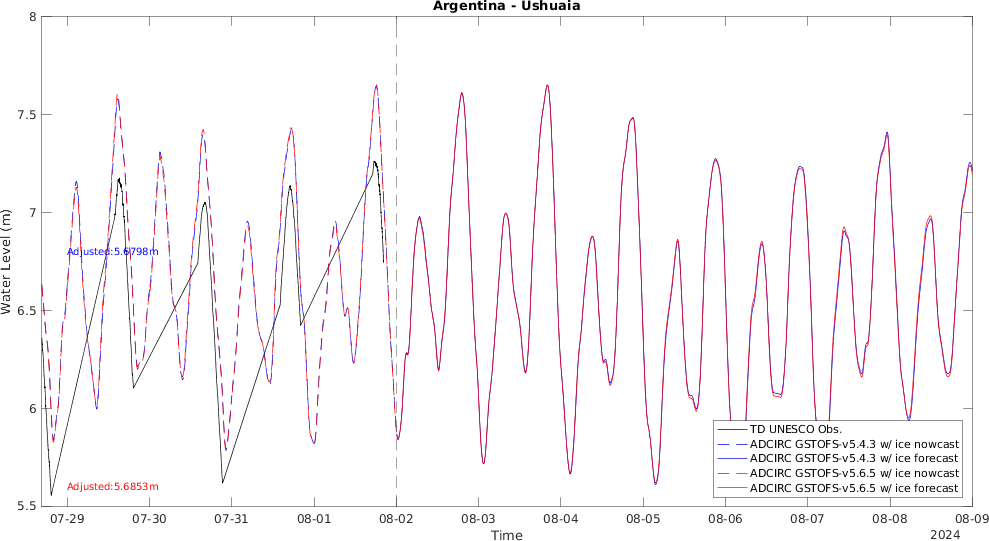 Argentina - Ushuaia
8
7.5
7
6.5
6
5.5
Water Level (m)
Adjusted:5.6798m
Adjusted:5.6853m
TD UNESCO Obs.
ADCIRC GSTOFS-v5.4.3 w/ ice nowcast
ADCIRC GSTOFS-v5.4.3 w/ ice forecast
ADCIRC GSTOFS-v5.6.5 w/ ice nowcast
ADCIRC GSTOFS-v5.6.5 w/ ice forecast
07-29 07-30 07-31 08-01 08-02 08-03 08-04 08-05 08-06 08-07 08-08 08-09
Time
2024